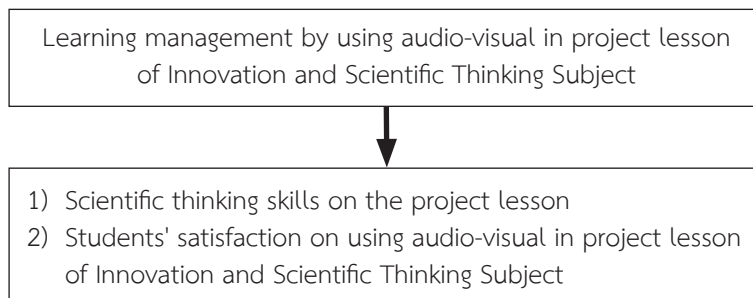 Learning management by using audio-visual in project lesson
of Innovation and Scientific Thinking Subject
1) Scientific thinking skills on the project lesson
2) Students' satisfaction on using audio-visual in project lesson
of Innovation and Scientific Thinking Subject